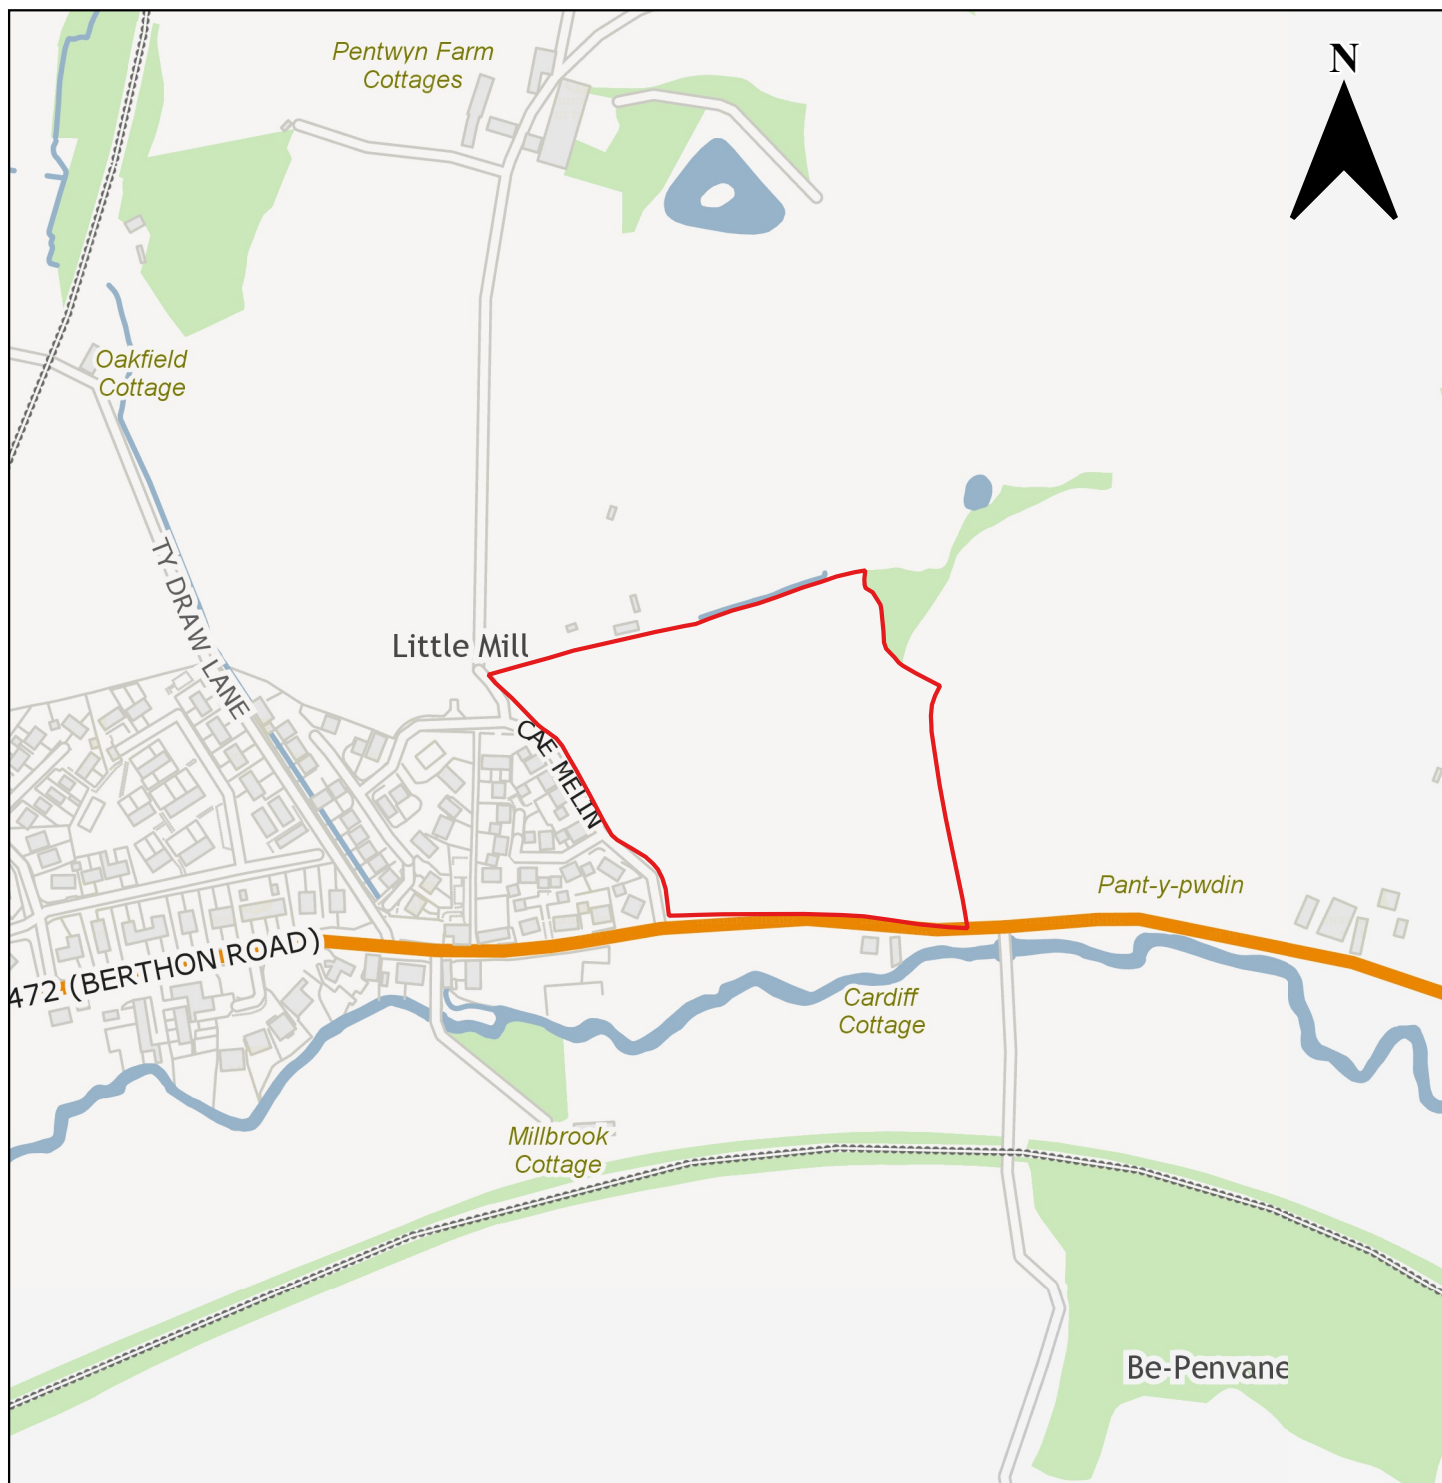 Pentwyn Farm
Cottages
N
Oakfield
Cottage
TY DRAW LANE
Little Mill
CAE MELIN
Pant-y-pwdin
472 (BERTHON ROAD)
Cardiff
Cottage
Millbrook
Cottage
Be-Penvane